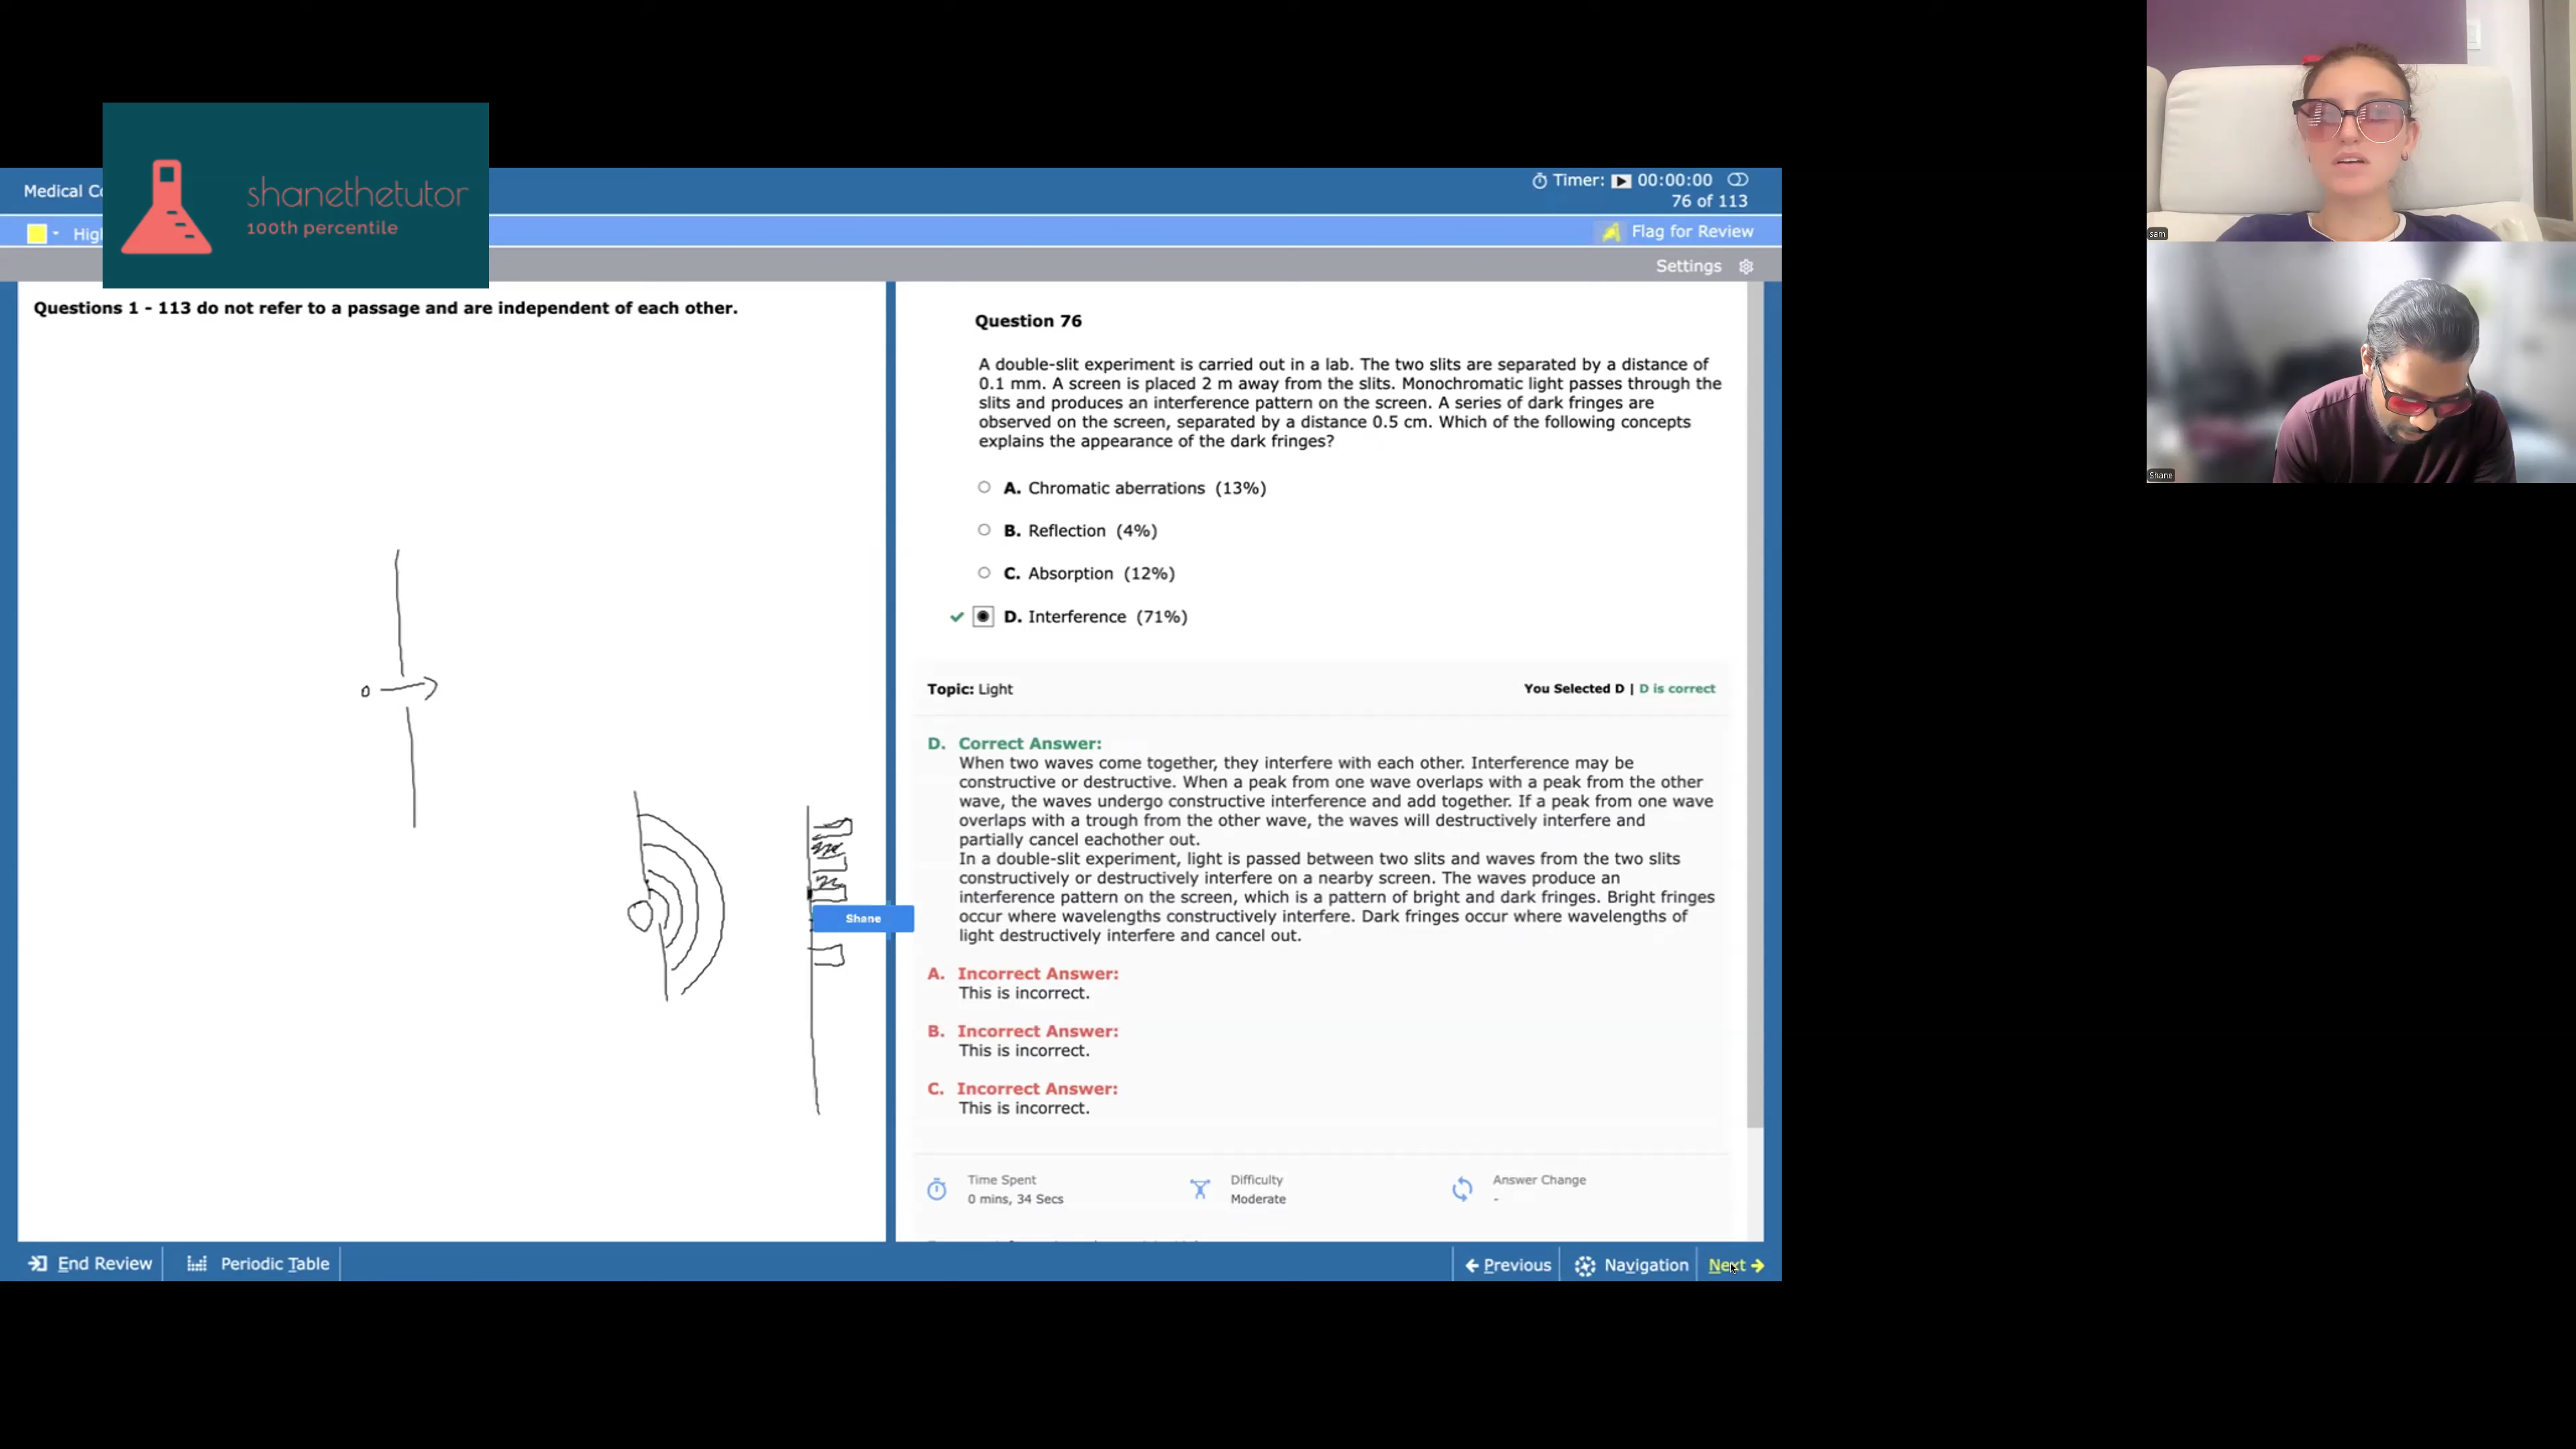 shanethetutor
100th percentile
Timer: 00:00:00
76 of 113
Flag for Review
Settings
Questions 1 - 113 do not refer to a passage and are independent of each other.
Question 76
A double-slit experiment is carried out in a lab. The two slits are separated by a distance of
0.1 mm. A screen is placed 2 m away from the slits. Monochromatic light passes through the
slits and produces an interference pattern on the screen. A series of dark fringes are
observed on the screen, separated by a distance 0.5 cm. Which of the following concepts
explains the appearance of the dark fringes?
A. Chromatic aberrations (13%)
B. Reflection (4%)
C. Absorption (12%)
D. Interference (71%)
Topic: Light
You Selected D | D is correct
D. Correct Answer:
When two waves come together, they interfere with each other. Interference may be
constructive or destructive. When a peak from one wave overlaps with a peak from the other
wave, the waves undergo constructive interference and add together. If a peak from one wave
overlaps with a trough from the other wave, the waves will destructively interfere and
partially cancel eachother out.
In a double-slit experiment, light is passed between two slits and waves from the two slits
constructively or destructively interfere on a nearby screen. The waves produce an
interference pattern on the screen, which is a pattern of bright and dark fringes. Bright fringes
occur where wavelengths constructively interfere. Dark fringes occur where wavelengths of
light destructively interfere and cancel out.
A. Incorrect Answer:
This is incorrect.
B. Incorrect Answer:
This is incorrect.
C. Incorrect Answer:
This is incorrect.
Time Spent
0 mins, 34 Secs
Difficulty
Moderate
Answer Change
-
Shane
End Review
Periodic Table
Previous
Navigation
Next
sam
Shane
Medical